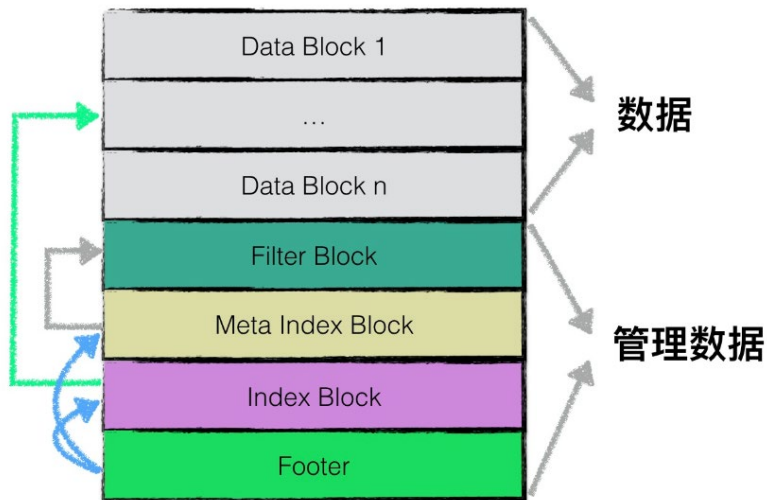 Data Block 1
...
数据
Data Block n
Filter Block
Meta Index Block
管理数据
Index Block
Footer